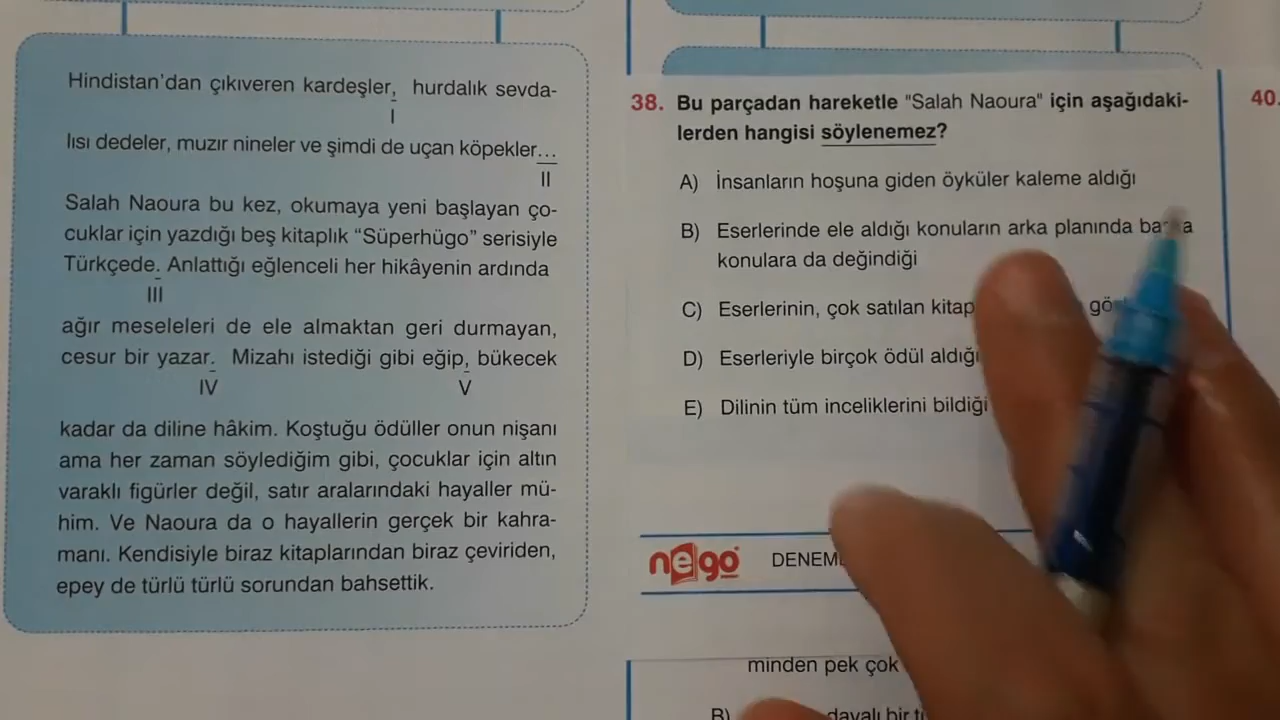 Hindistan'dan çıkıveren kardeşler, hurdalık sevda-
I
lısı dedeler, muzır nineler ve şimdi de uçan köpekler...
II
Salah Naoura bu kez, okumaya yeni başlayan ço-
cuklar için yazdığı beş kitaplık “Süperhügo” serisiyle
Türkçede. Anlattığı eğlenceli her hikâyenin ardında
III
ağır meseleleri de ele almaktan geri durmayan,
cesur bir yazar. Mizahı istediği gibi eğip, bükecek
IV V
kadar da diline hâkim. Koştuğu ödüller onun nişanı
ama her zaman söylediğim gibi, çocuklar için altın
varaklı figürler değil, satır aralarındaki hayaller mü-
him. Ve Naoura da o hayallerin gerçek bir kahra-
manı. Kendisiyle biraz kitaplarından biraz çeviriden,
epey de türlü türlü sorundan bahsettik.
38. Bu parçadan hareketle "Salah Naoura" için aşağıdaki-
lerden hangisi söylenemez?
A) İnsanların hoşuna giden öyküler kaleme aldığı
B) Eserlerinde ele aldığı konuların arka planında
konulara da değindiği
C) Eserlerinin, çok satılan
D) Eserleriyle birçok ödül aldığı
E) Dilinin tüm inceliklerini bildiği
nego
minden pek çok
B) davalı bir
40.